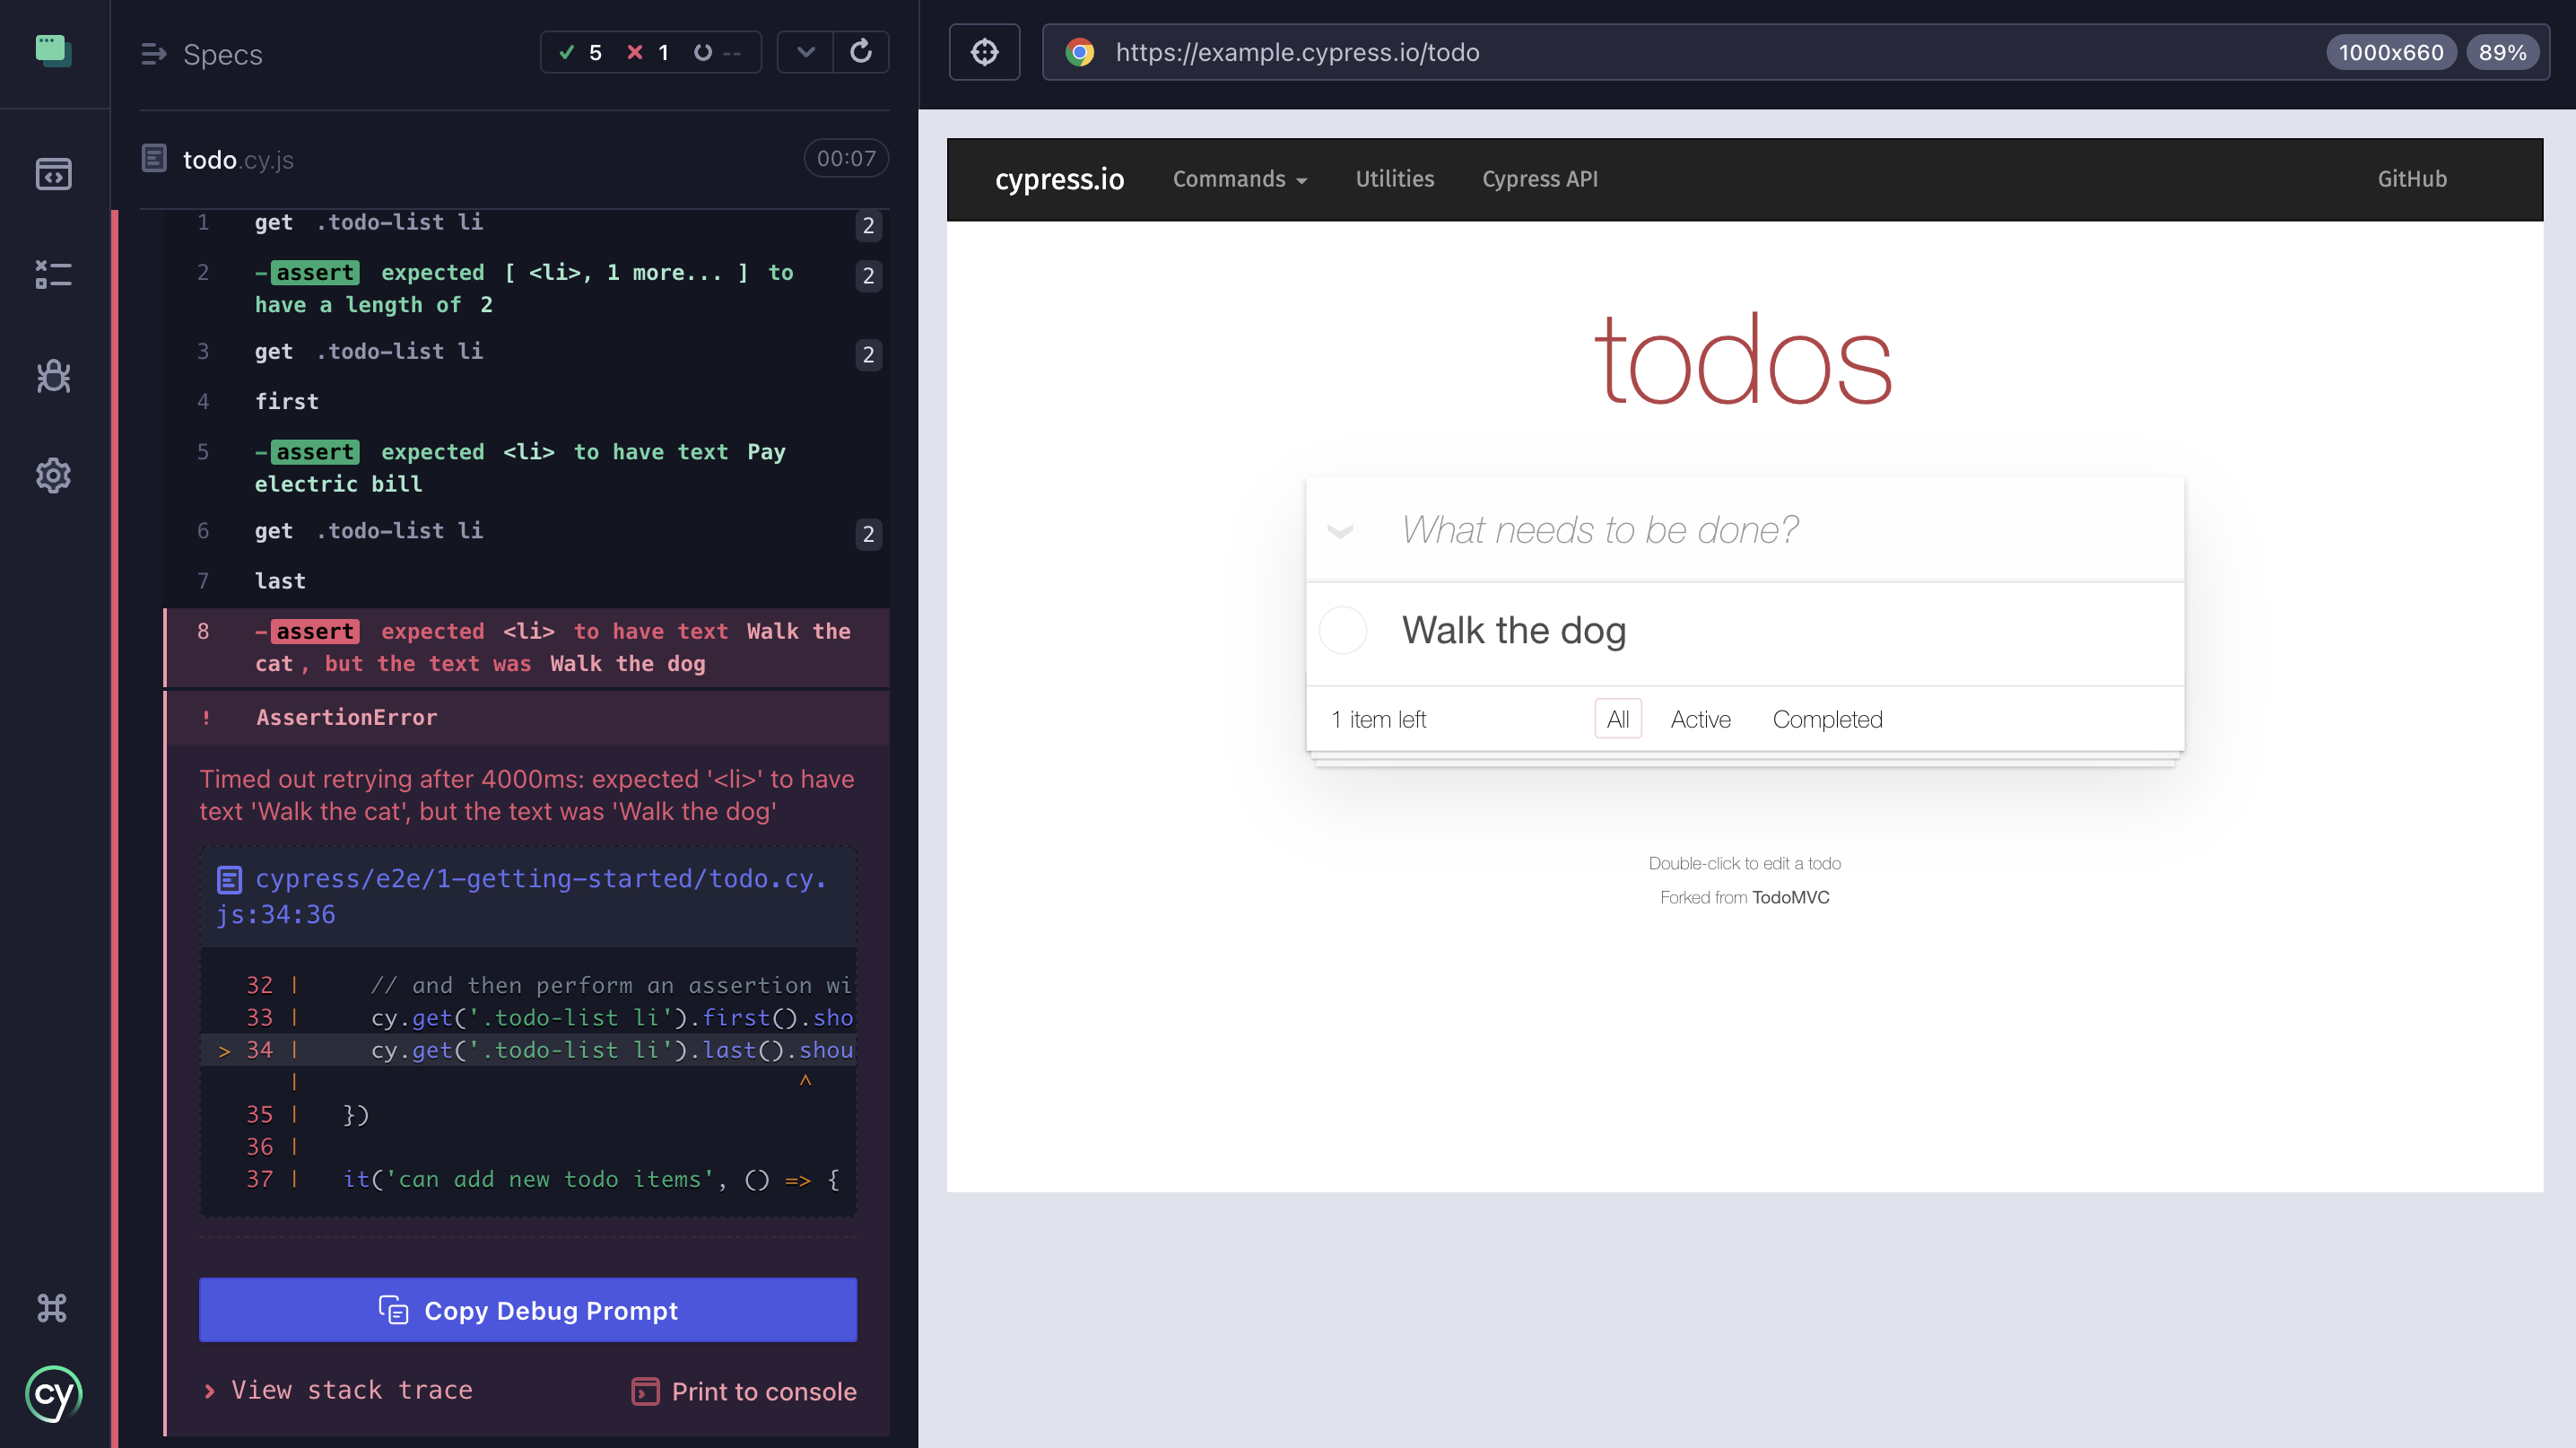 Specs
5 1 --
todo.cy.js
00:07
1 get .todo-list li 2
2 -assert expected [ <li>, 1 more... ] to 2
have a length of 2
3 get .todo-list li 2
4 first
5 -assert expected <li> to have text Pay
electric bill
6 get .todo-list li 2
7 last
8 -assert expected <li> to have text Walk the
cat, but the text was Walk the dog
! AssertionError
Timed out retrying after 4000ms: expected '<li>' to have
text 'Walk the cat', but the text was 'Walk the dog'
cypress/e2e/1-getting-started/todo.cy.
js:34:36
32 | // and then perform an assertion wi
33 | cy.get('.todo-list li').first().sho
> 34 | cy.get('.todo-list li').last().shou
| ^
35 | })
36 |
37 | it('can add new todo items', () => {
Copy Debug Prompt
View stack trace
Print to console
cy
https://example.cypress.io/todo
1000x660
89%
cypress.io Commands Utilities Cypress API GitHub
todos
What needs to be done?
Walk the dog
1 item left All Active Completed
Double-click to edit a todo
Forked from TodoMVC